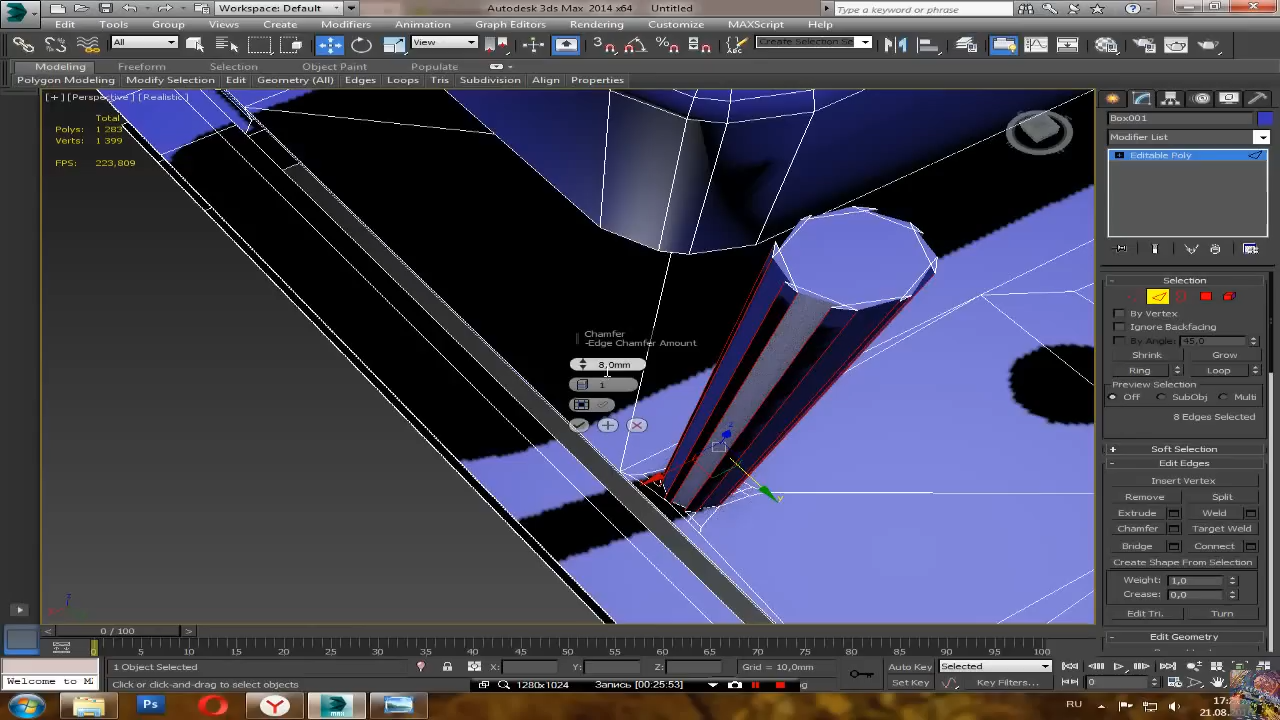 Workspace: Default
Autodesk 3ds Max 2014 x64 Untitled
Type a keyword or phrase
Edit Tools Group Views Create Modifiers Animation Graph Editors Rendering Customize MAXScript Help
All
View
Create Selection Se
Modeling Freeform Selection Object Paint Populate
Polygon Modeling Modify Selection Edit Geometry (All) Edges Loops Tris Subdivision Align Properties
[+] [Perspective] [Realistic]
Total
Polys: 1 283
Verts: 1 399
FPS: 223,809
Chamfer
-Edge Chamfer Amount
8,0mm
1
z
y
Box001
Modifier List
Editable Poly
Selection
By Vertex
Ignore Backfacing
By Angle: 45,0
Shrink Grow
Ring Loop
Preview Selection
Off SubObj Multi
8 Edges Selected
Soft Selection
Edit Edges
Insert Vertex
Remove Split
Extrude Weld
Chamfer Target Weld
Bridge Connect
Create Shape From Selection
Weight: 1,0
Crease: 0,0
Edit Tri. Turn
Edit Geometry
z
0 / 100
0 5 10 15 20 25 30 35 40 45 50 55 60 65 70 75 80 85 90 95 100
1 Object Selected
X: Y: Z: Grid = 10,0mm
Auto Key Selected
Welcome to M
Click or click-and-drag to select objects
1280x1024 Запись [00:25:53]
Set Key Key Filters...
0
RU